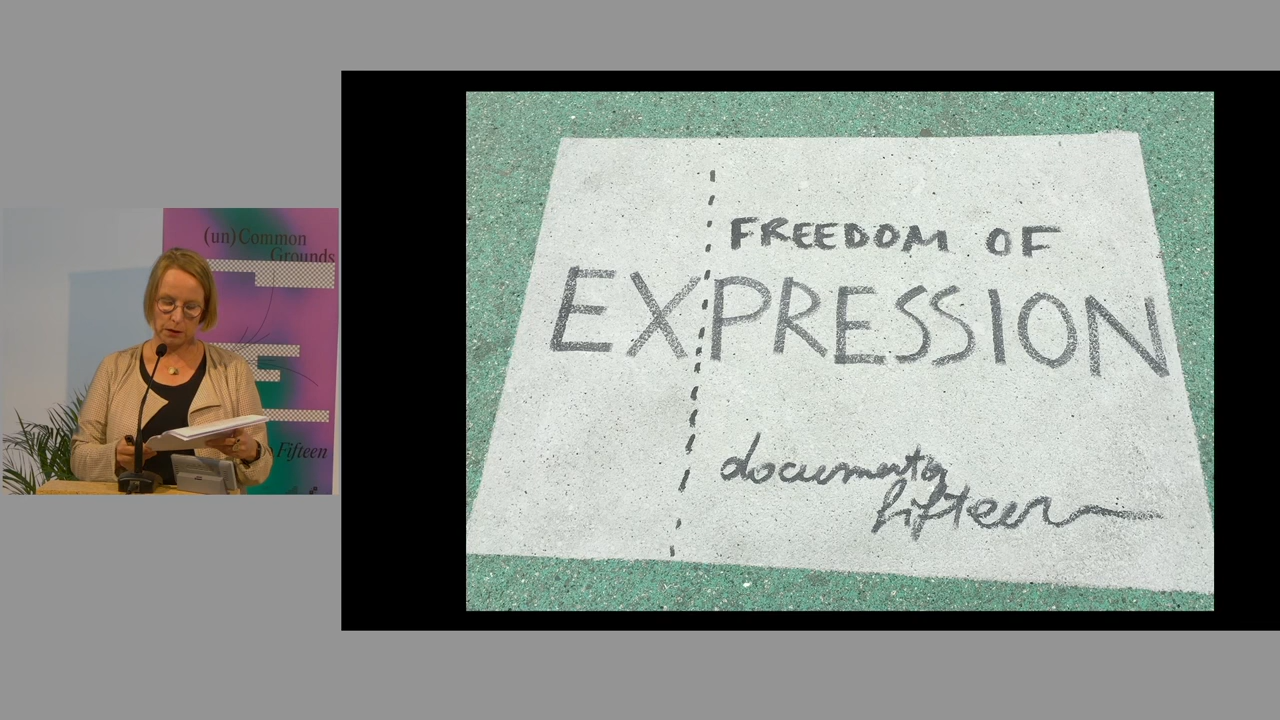 (un)Common
Grounds
Fifteen
FREEDOM OF
EXPRESSION
documenta
fifteen